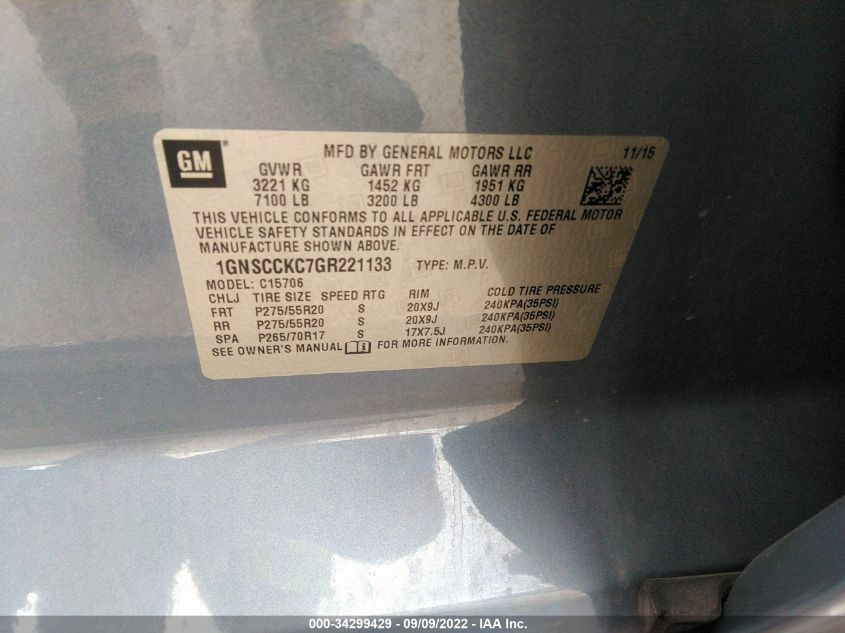 GM ®
MFD BY GENERAL MOTORS LLC 11/15
GVWR GAWR FRT GAWR RR
3221 KG 1452 KG 1951 KG
7100 LB 3200 LB 4300 LB
THIS VEHICLE CONFORMS TO ALL APPLICABLE U.S. FEDERAL MOTOR
VEHICLE SAFETY STANDARDS IN EFFECT ON THE DATE OF
MANUFACTURE SHOWN ABOVE.
1GNSCCKC7GR221133 TYPE: M.P.V.
MODEL: C15706
CHLJ TIRE SIZE SPEED RTG RIM COLD TIRE PRESSURE
FRT P275/55R20 S 20X9J 240KPA(35PSI)
RR P275/55R20 S 20X9J 240KPA(35PSI)
SPA P265/70R17 S 17X7.5J 240KPA(35PSI)
SEE OWNER'S MANUAL FOR MORE INFORMATION.
000-34299429 - 09/09/2022 - IAA Inc.